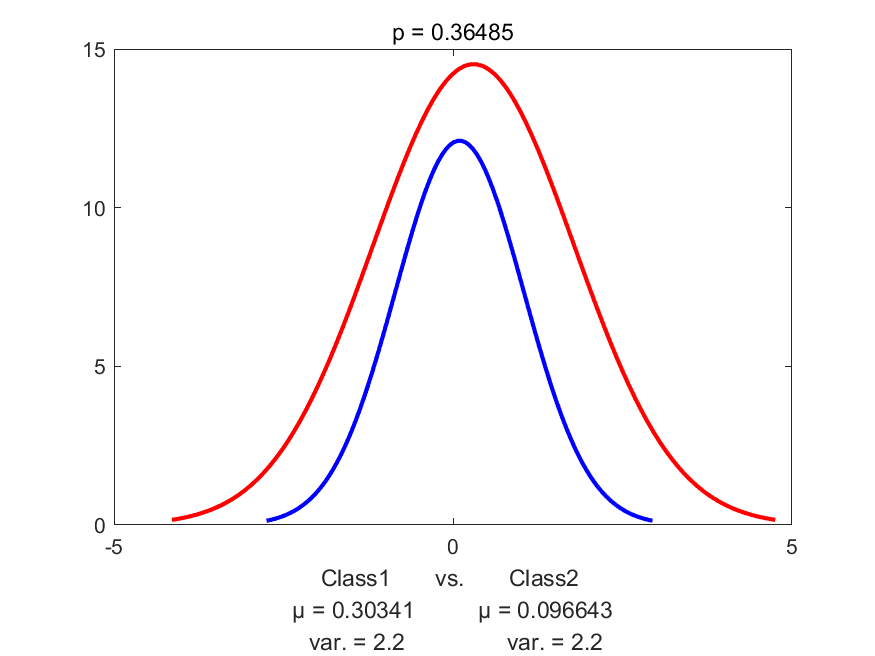 p = 0.36485
15
10
5
0
-5 0 5
Class1 vs. Class2
μ = 0.30341 μ = 0.096643
var. = 2.2 var. = 2.2